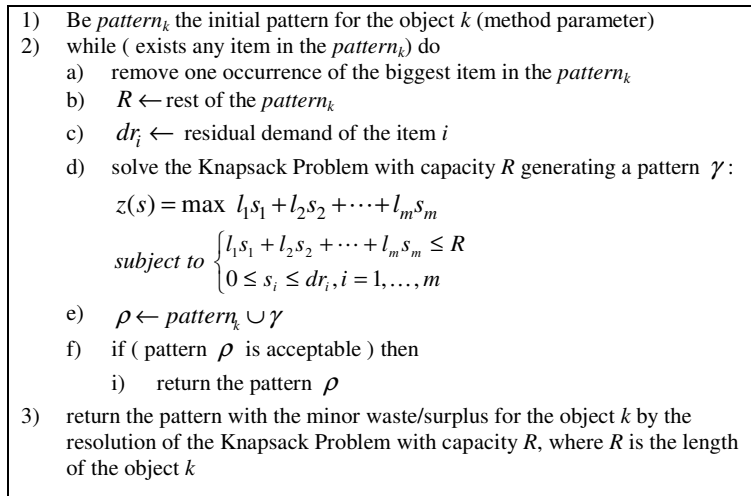 1) Be pattern_k the initial pattern for the object k (method parameter)
2) while ( exists any item in the pattern_k) do
a) remove one occurrence of the biggest item in the pattern_k
b) R ← rest of the pattern_k
c) dr_i ← residual demand of the item i
d) solve the Knapsack Problem with capacity R generating a pattern γ :
z(s) = max l_1s_1 + l_2s_2 + ··· + l_ms_m
subject to { l_1s_1 + l_2s_2 + ··· + l_ms_m ≤ R
0 ≤ s_i ≤ dr_i, i = 1, …, m
e) ρ ← pattern_k ∪ γ
f) if ( pattern ρ is acceptable ) then
i) return the pattern ρ
3) return the pattern with the minor waste/surplus for the object k by the
resolution of the Knapsack Problem with capacity R, where R is the length
of the object k